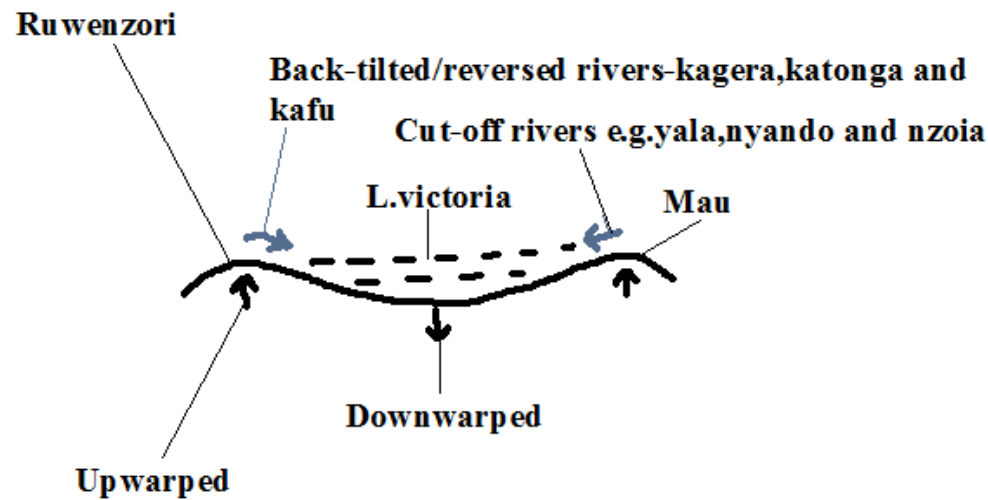 Ruwenzori
Back-tilted/reversed rivers-kagera,katonga and
kafu
Cut-off rivers e.g.yala,nyando and nzoia
L.victoria
Mau
Downwarped
Upwarped